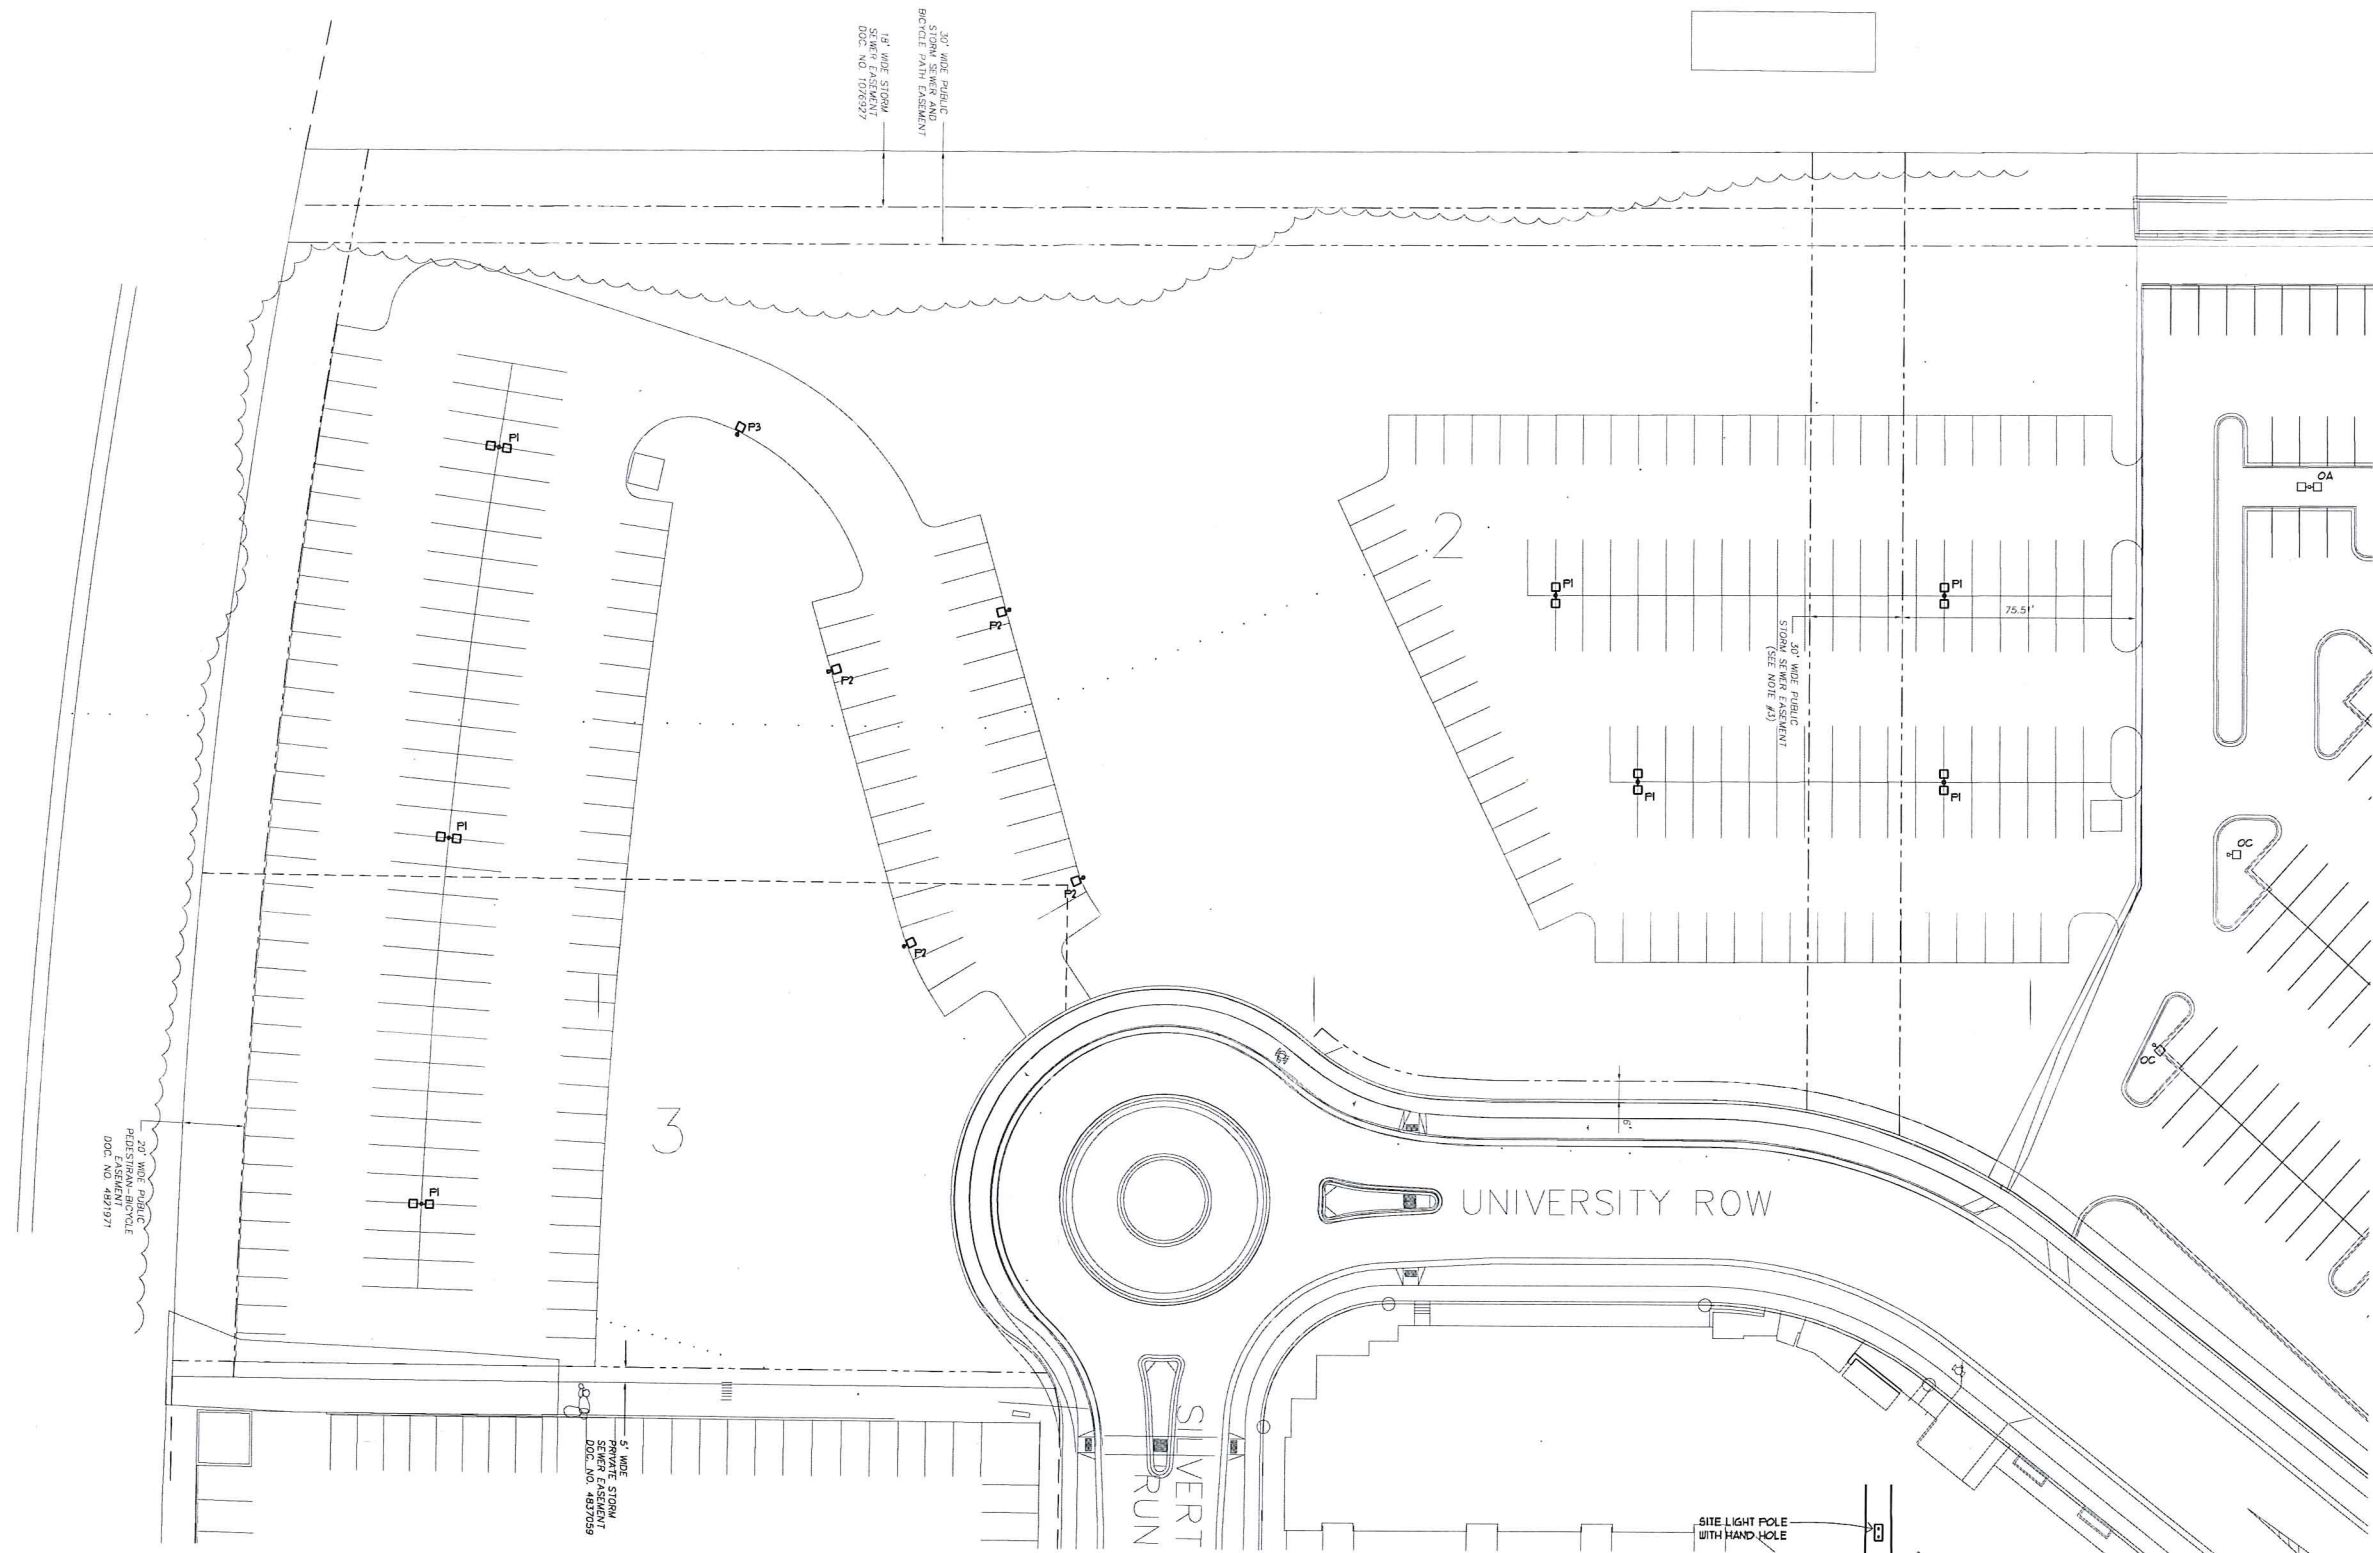 30' WIDE PUBLIC
STORM SEWER AND
BICYCLE PATH EASEMENT
18' WIDE STORM
SEWER EASEMENT
DOC. NO. 1076927
P1
P3
OA
2
P1
P1
75.51'
P2
30' WIDE PUBLIC
STORM SEWER EASEMENT
(SEE NOTE #3)
P2
P1
P1
P1
OC
P2
P2
OC
3
6'
20' WIDE PUBLIC
PEDESTIRAN-BICYCLE
EASEMENT
DOC. NO. 4821971
P1
UNIVERSITY ROW
SILVERT
RUN
5' WIDE
PRIVATE STORM
SEWER EASEMENT
DOC. NO. 4837059
SITE LIGHT POLE
WITH HAND HOLE